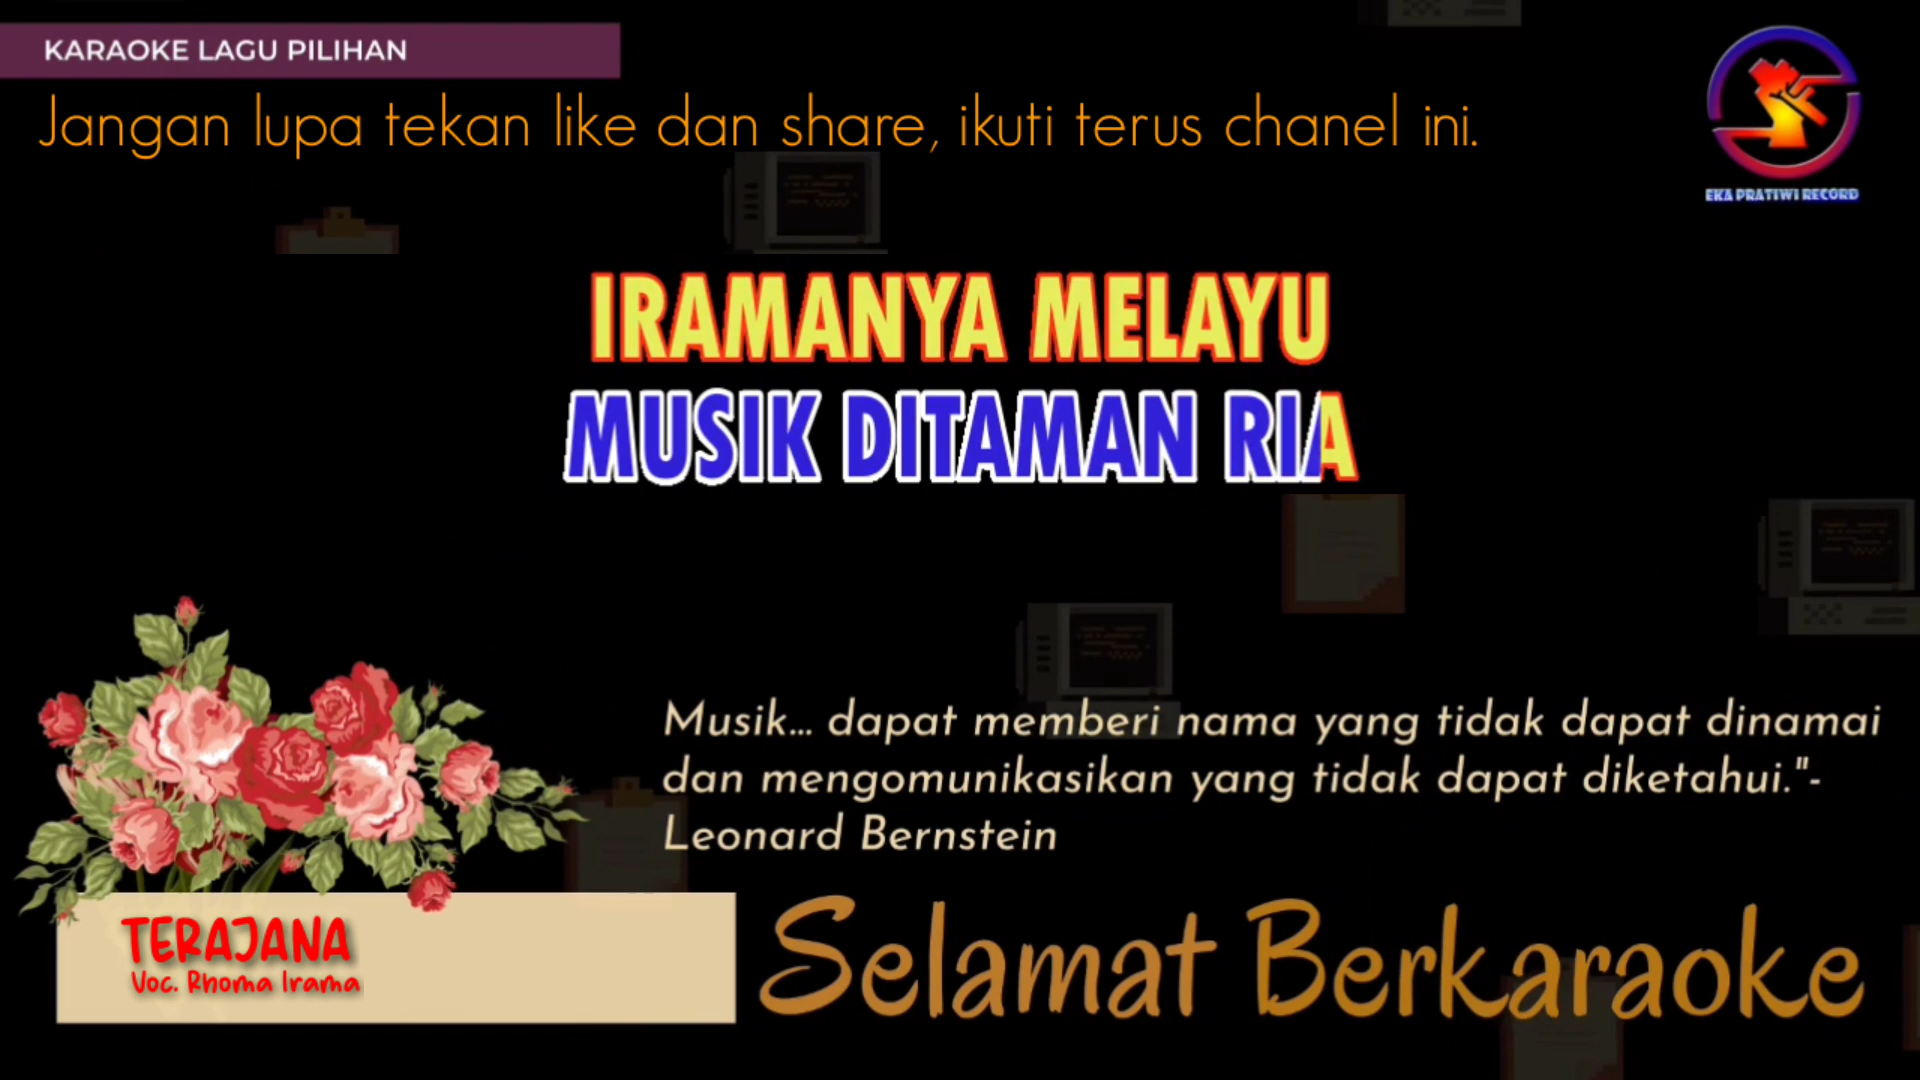 KARAOKE LAGU PILIHAN
Jangan lupa tekan like dan share, ikuti terus chanel ini.
EKA PRATIWI RECORD
IRAMANYA MELAYU
MUSIK DITAMAN RIA
Musik... dapat memberi nama yang tidak dapat dinamai
dan mengomunikasikan yang tidak dapat diketahui."-
Leonard Bernstein
TERAJANA
Voc. Rhoma Irama
Selamat Berkaraoke